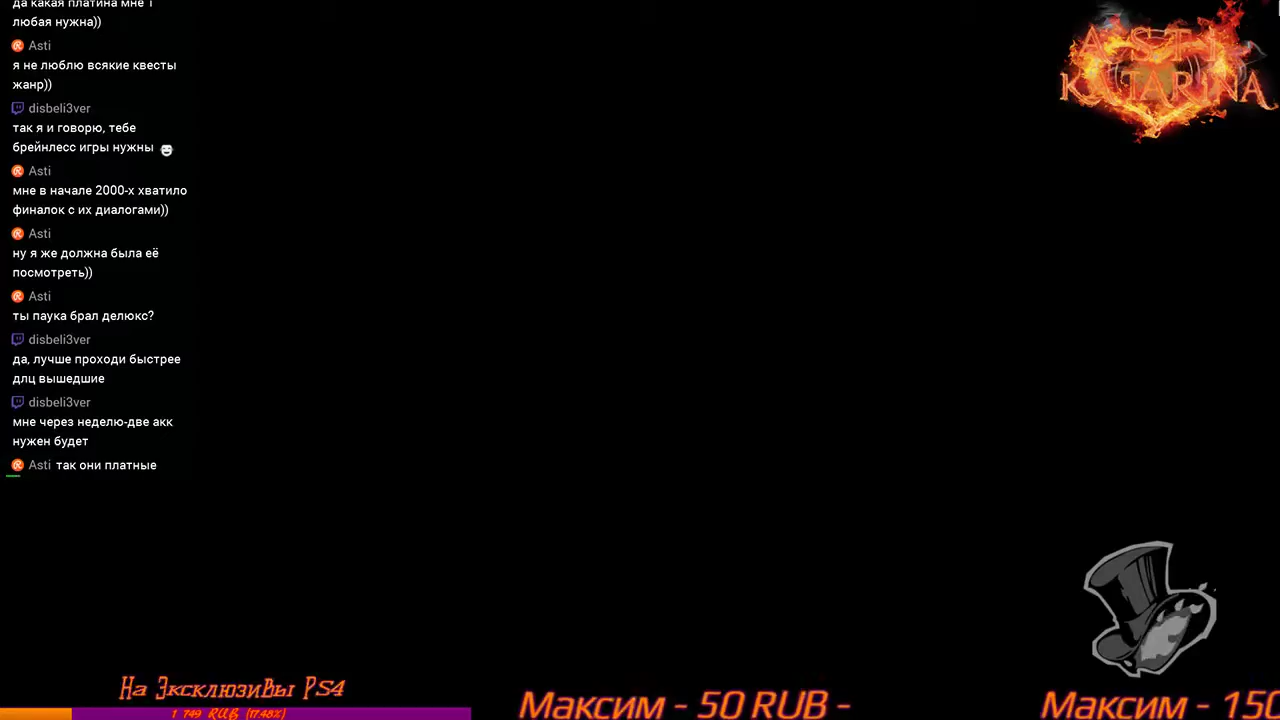 да какая платина мне 1
любая нужна))
Asti
я не люблю всякие квесты
жанр))
disbeli3ver
так я и говорю, тебе
брейнлесс игры нужны
Asti
мне в начале 2000-х хватило
финалок с их диалогами))
Asti
ну я же должна была её
посмотреть))
Asti
ты паука брал делюкс?
disbeli3ver
да, лучше проходи быстрее
длц вышедшие
disbeli3ver
мне через неделю-две акк
нужен будет
Asti так они платные
ASTI
KATARINA
На Эксклюзивы PS4
1 749 RUB (17.48%)
Максим - 50 RUB -
Максим - 150